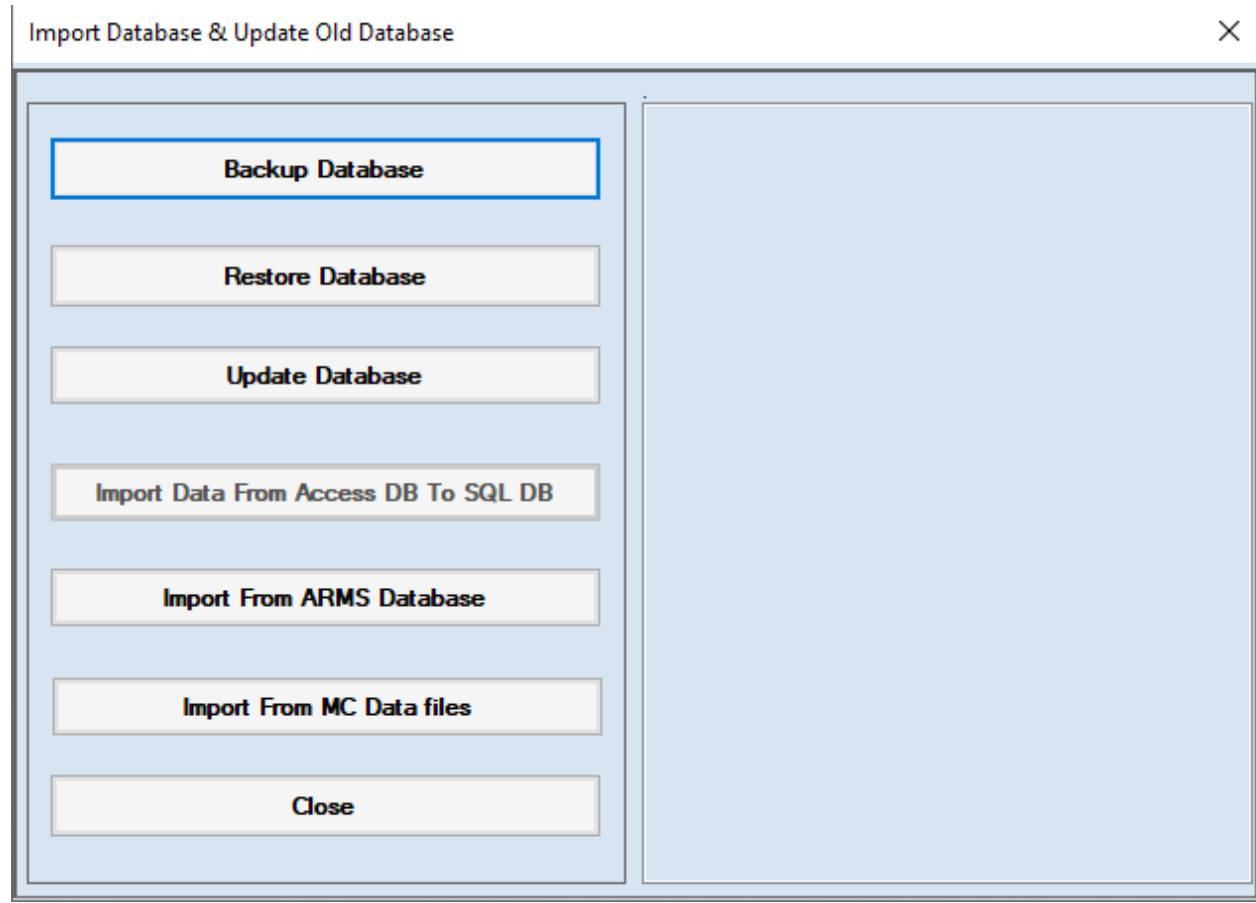 Import Database & Update Old Database
.
Backup Database
Restore Database
Update Database
Import Data From Access DB To SQL DB
Import From ARMS Database
Import From MC Data files
Close